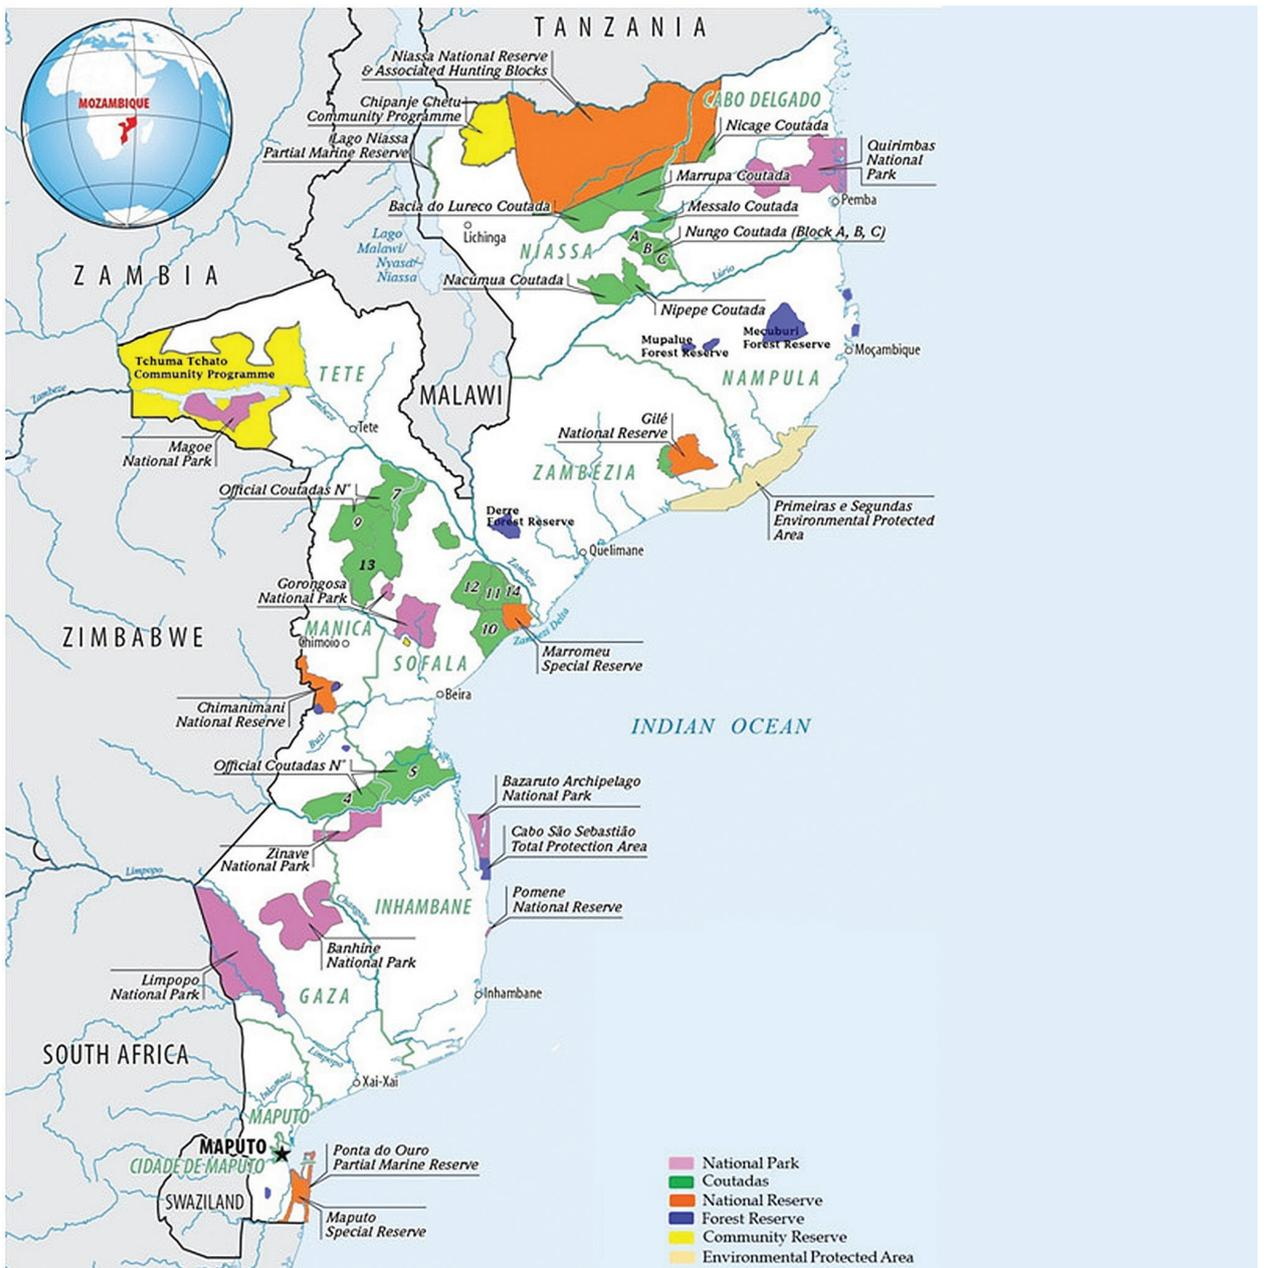 TANZANIA
MOZAMBIQUE
Niassa National Reserve
& Associated Hunting Blocks
Chipanje Chetu
Community Programme
Lago Niassa
Partial Marine Reserve
CABO DELGADO
Nicage Coutada
Quirimbas
National
Park
Marrupa Coutada
Pemba
Bacia do Lureco Coutada
Messalo Coutada
Lichinga
Nungo Coutada (Block A, B, C)
A
B
C
NIASSA
Lago
Malawi/
Nyasa/
Niassa
ZAMBIA
Nacúmua Coutada
Lúrio
Nipepe Coutada
Mupalue
Forest Reserve
Mecuburi
Forest Reserve
Moçambique
Tchuma Tchato
Community Programme
TETE
NAMPULA
MALAWI
Zambeze
Zambeze
Tete
Magoe
National Park
Gilé
National Reserve
Ligonha
ZAMBÉZIA
Official Coutadas N°
7
9
13
Derre
Forest Reserve
Primeiras e Segundas
Environmental Protected
Area
Quelimane
Zambeze
Gorongosa
National Park
12
11
14
10
ZIMBABWE
MANICA
Chimoio
Zambezi Delta
SOFALA
Marromeu
Special Reserve
Beira
Chimanimani
National Reserve
INDIAN OCEAN
Buzi
Official Coutadas N°
5
4
Save
Bazaruto Archipelago
National Park
Zinave
National Park
Cabo São Sebastião
Total Protection Area
Limpopo
Pomene
National Reserve
INHAMBANE
Changane
Banhine
National Park
Limpopo
National Park
GAZA
Inhambane
SOUTH AFRICA
Limpopo
Xai-Xai
Inkomati
MAPUTO
MAPUTO
CIDADE DE MAPUTO
Ponta do Ouro
Partial Marine Reserve
SWAZILAND
Maputo
Special Reserve
National Park
Coutadas
National Reserve
Forest Reserve
Community Reserve
Environmental Protected Area